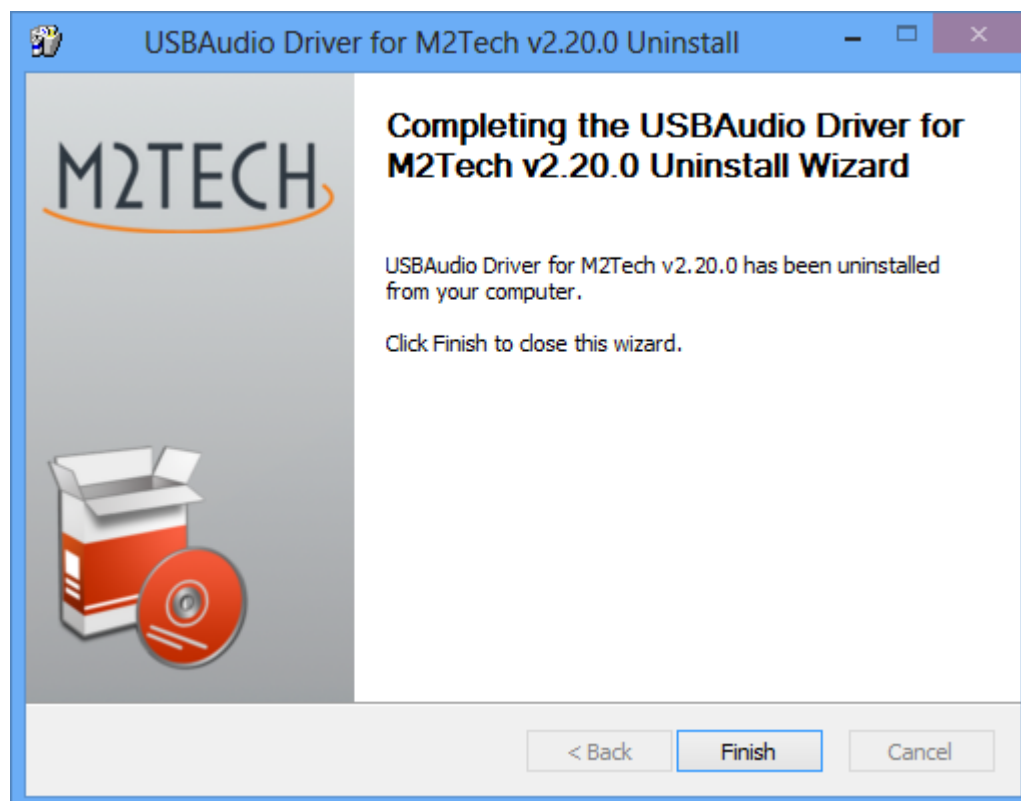 USBAudio Driver for M2Tech v2.20.0 Uninstall
M2TECH
Completing the USBAudio Driver for
M2Tech v2.20.0 Uninstall Wizard
USBAudio Driver for M2Tech v2.20.0 has been uninstalled
from your computer.
Click Finish to close this wizard.
< Back
Finish
Cancel